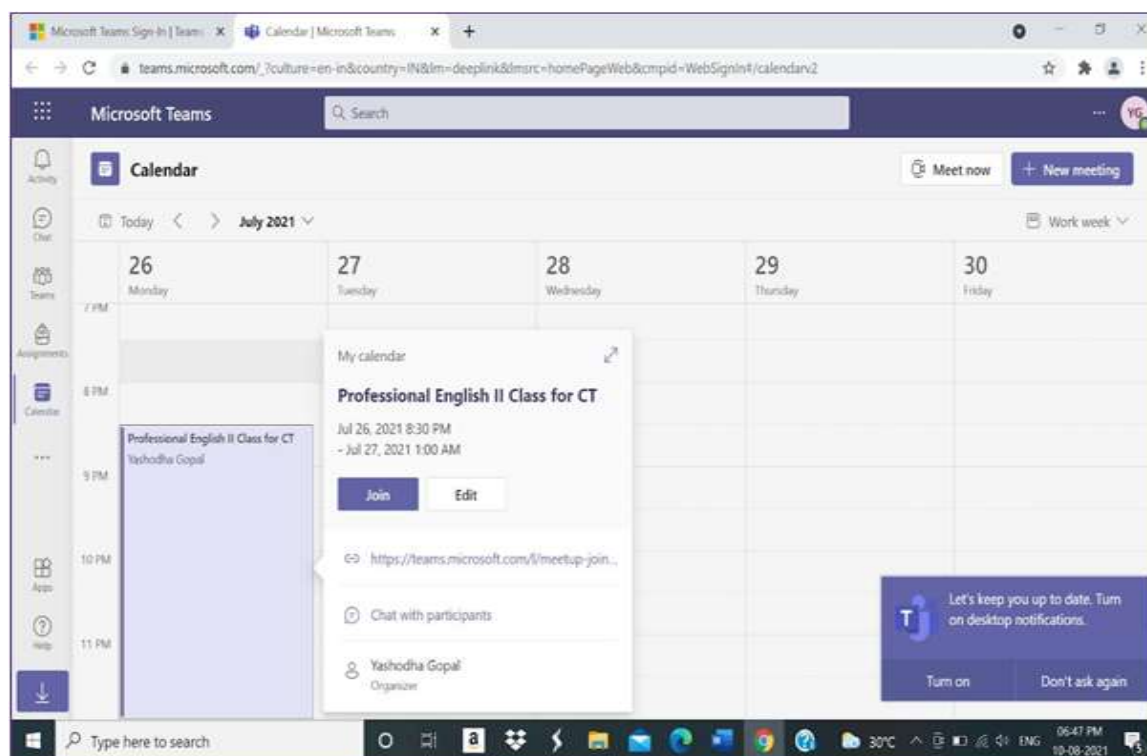 Microsoft Teams Sign-In | Teams
Calendar | Microsoft Teams
teams.microsoft.com/_?culture=en-in&country=IN&lm=deeplink&lmsrc=homePageWeb&cmpid=WebSignIn#/calendarv2
Microsoft Teams
Search
YG
Activity
Chat
Teams
Assignments
Calendar
Apps
Help
Calendar
Meet now
+ New meeting
Today
July 2021
Work week
26
Monday
27
Tuesday
28
Wednesday
29
Thursday
30
Friday
7 PM
8 PM
9 PM
10 PM
11 PM
Professional English II Class for CT
Yashodha Gopal
My calendar
Professional English II Class for CT
Jul 26, 2021 8:30 PM
- Jul 27, 2021 1:00 AM
Join
Edit
https://teams.microsoft.com/l/meetup-join...
Chat with participants
Yashodha Gopal
Organizer
T
Let's keep you up to date. Turn
on desktop notifications.
Turn on
Don't ask again
Type here to search
a
30°C
ENG
06:47 PM
10-08-2021